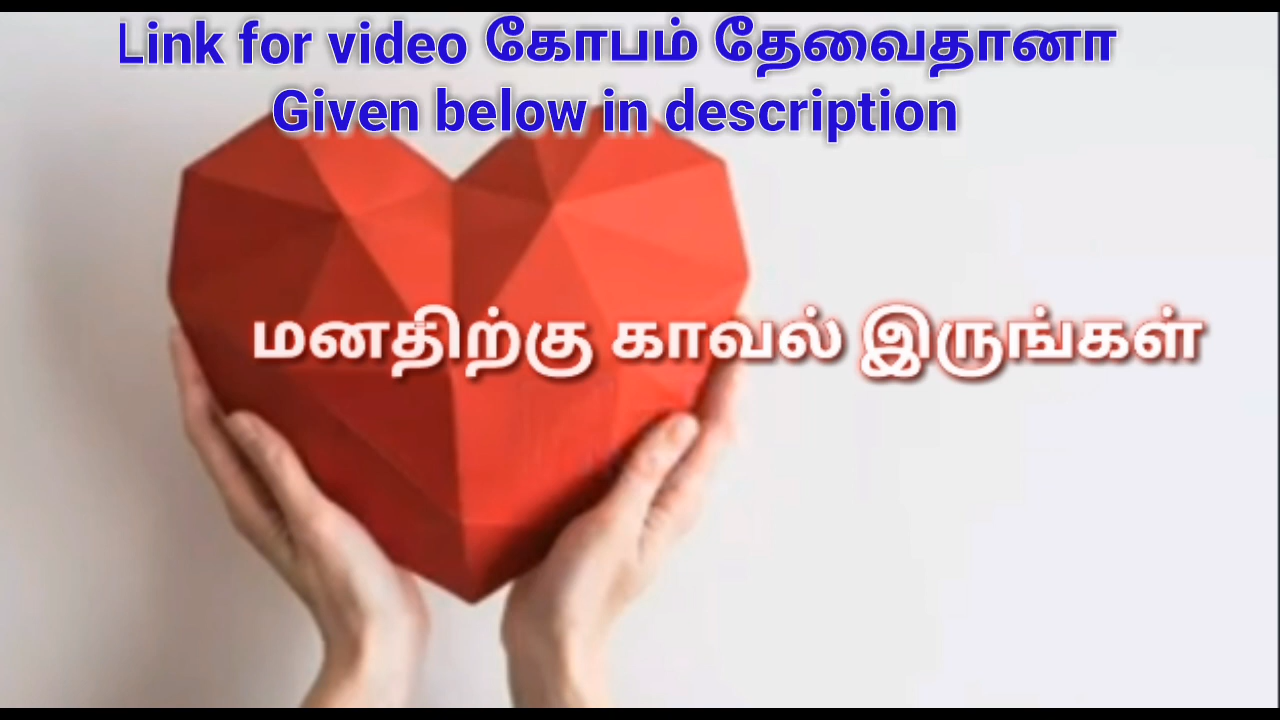 Link for video கோபம் தேவைதானா
Given below in description
மனதிற்கு காவல் இருங்கள்